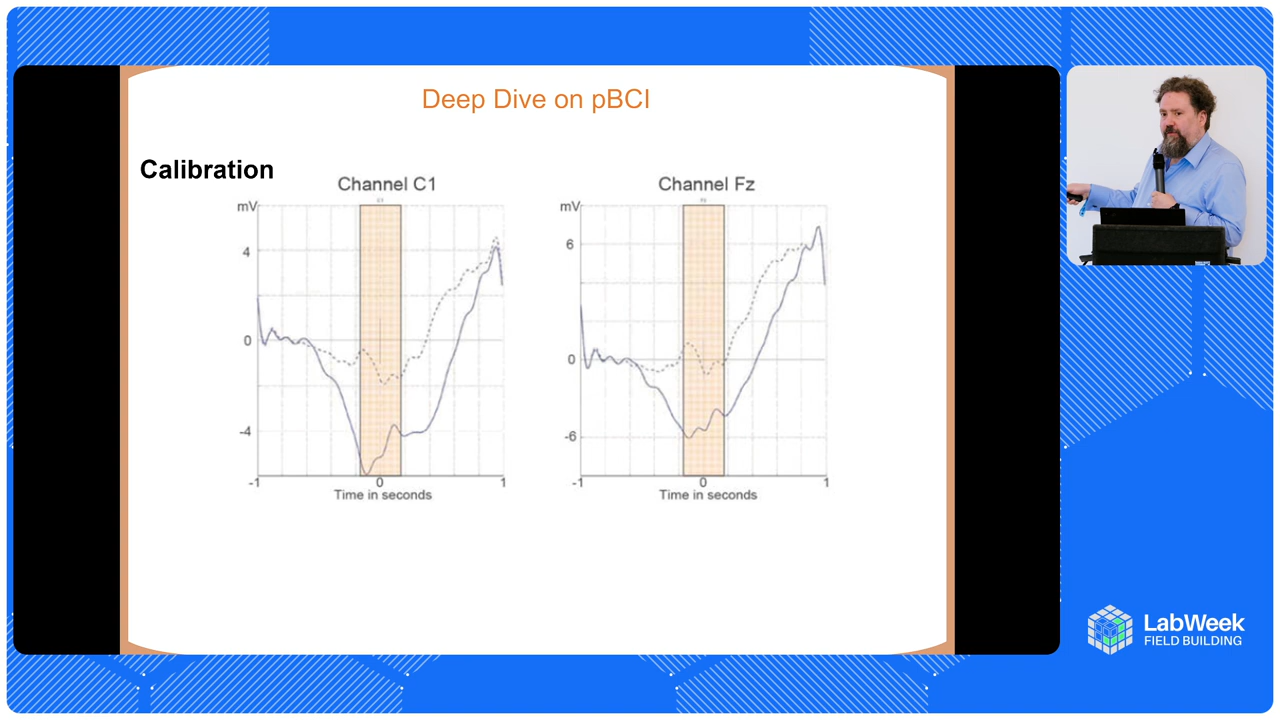 Deep Dive on pBCI
Calibration
Channel C1
C1
mV
4
0
-4
-1
0
1
Time in seconds
Channel Fz
mV
6
0
-6
-1
0
1
Time in seconds
LabWeek
FIELD BUILDING